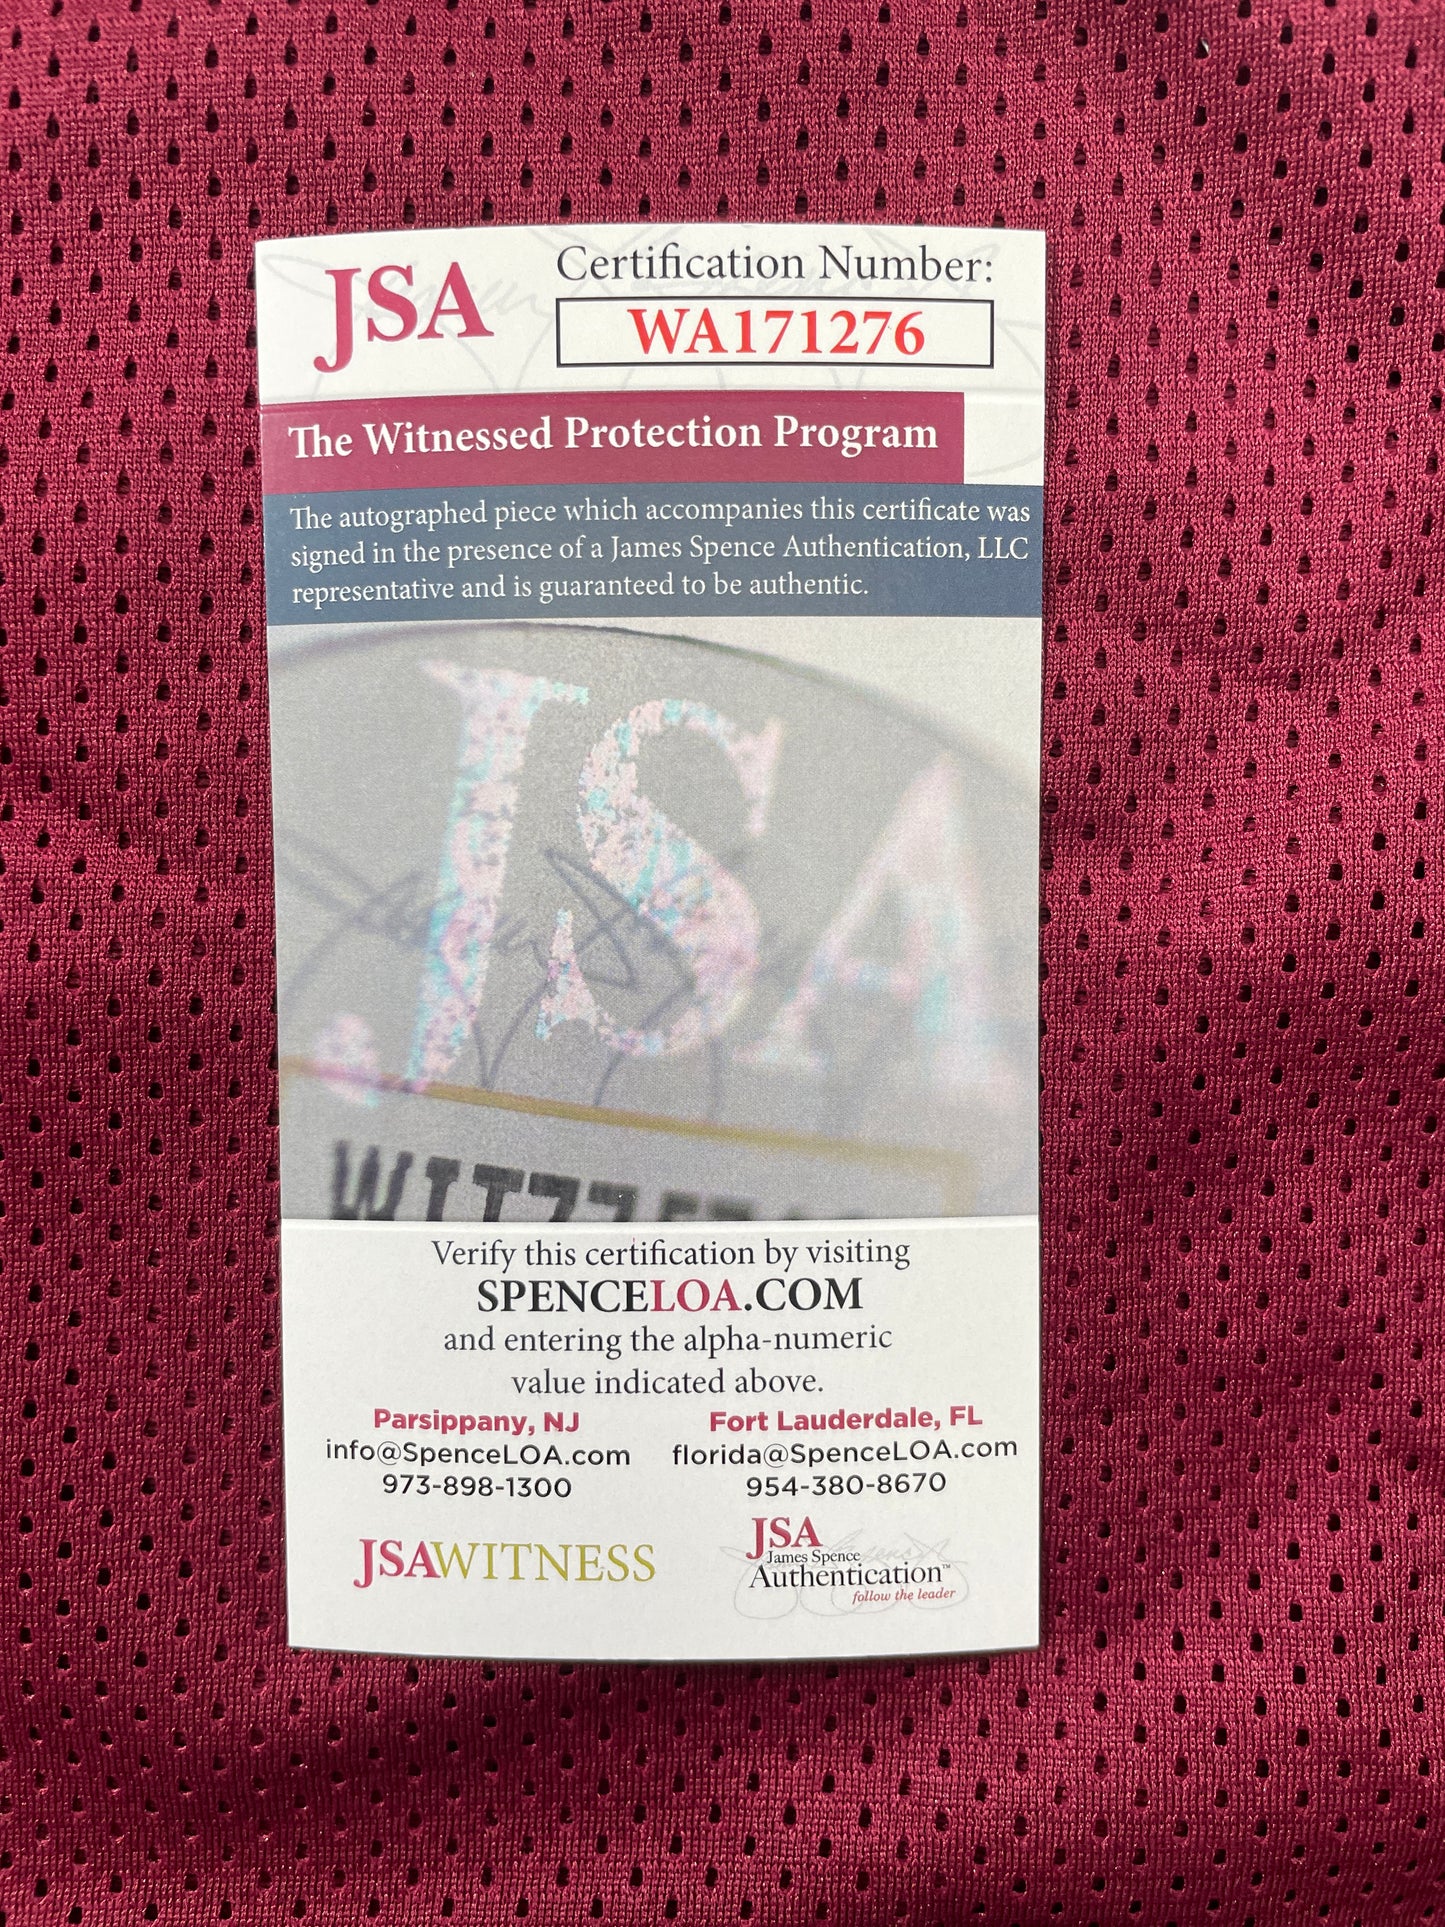 JSA
Certification Number:
WA171276
The Witnessed Protection Program
The autographed piece which accompanies this certificate was
signed in the presence of a James Spence Authentication, LLC
representative and is guaranteed to be authentic.
JSA
Verify this certification by visiting
SPENCELOA.COM
and entering the alpha-numeric
value indicated above.
Parsippany, NJ
info@SpenceLOA.com
973-898-1300
Fort Lauderdale, FL
florida@SpenceLOA.com
954-380-8670
JSAWITNESS
JSA
James Spence
Authentication™
follow the leader